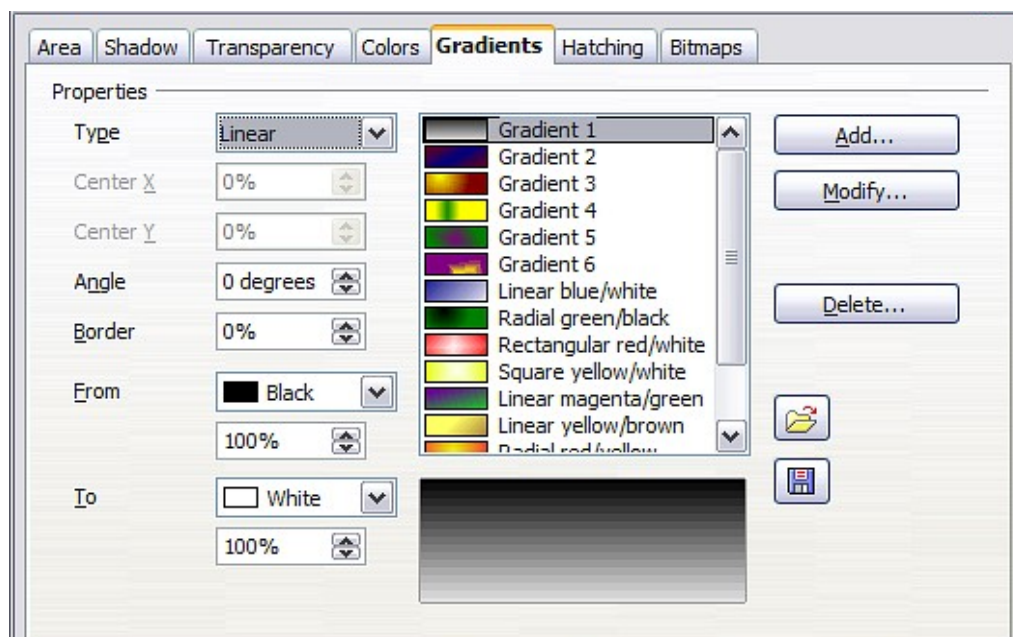 Area Shadow Transparency Colors Gradients Hatching Bitmaps
Properties
Type Linear
Center X 0%
Center Y 0%
Angle 0 degrees
Border 0%
From Black
100%
To White
100%
Gradient 1
Gradient 2
Gradient 3
Gradient 4
Gradient 5
Gradient 6
Linear blue/white
Radial green/black
Rectangular red/white
Square yellow/white
Linear magenta/green
Linear yellow/brown
Radial red/yellow
Add...
Modify...
Delete...